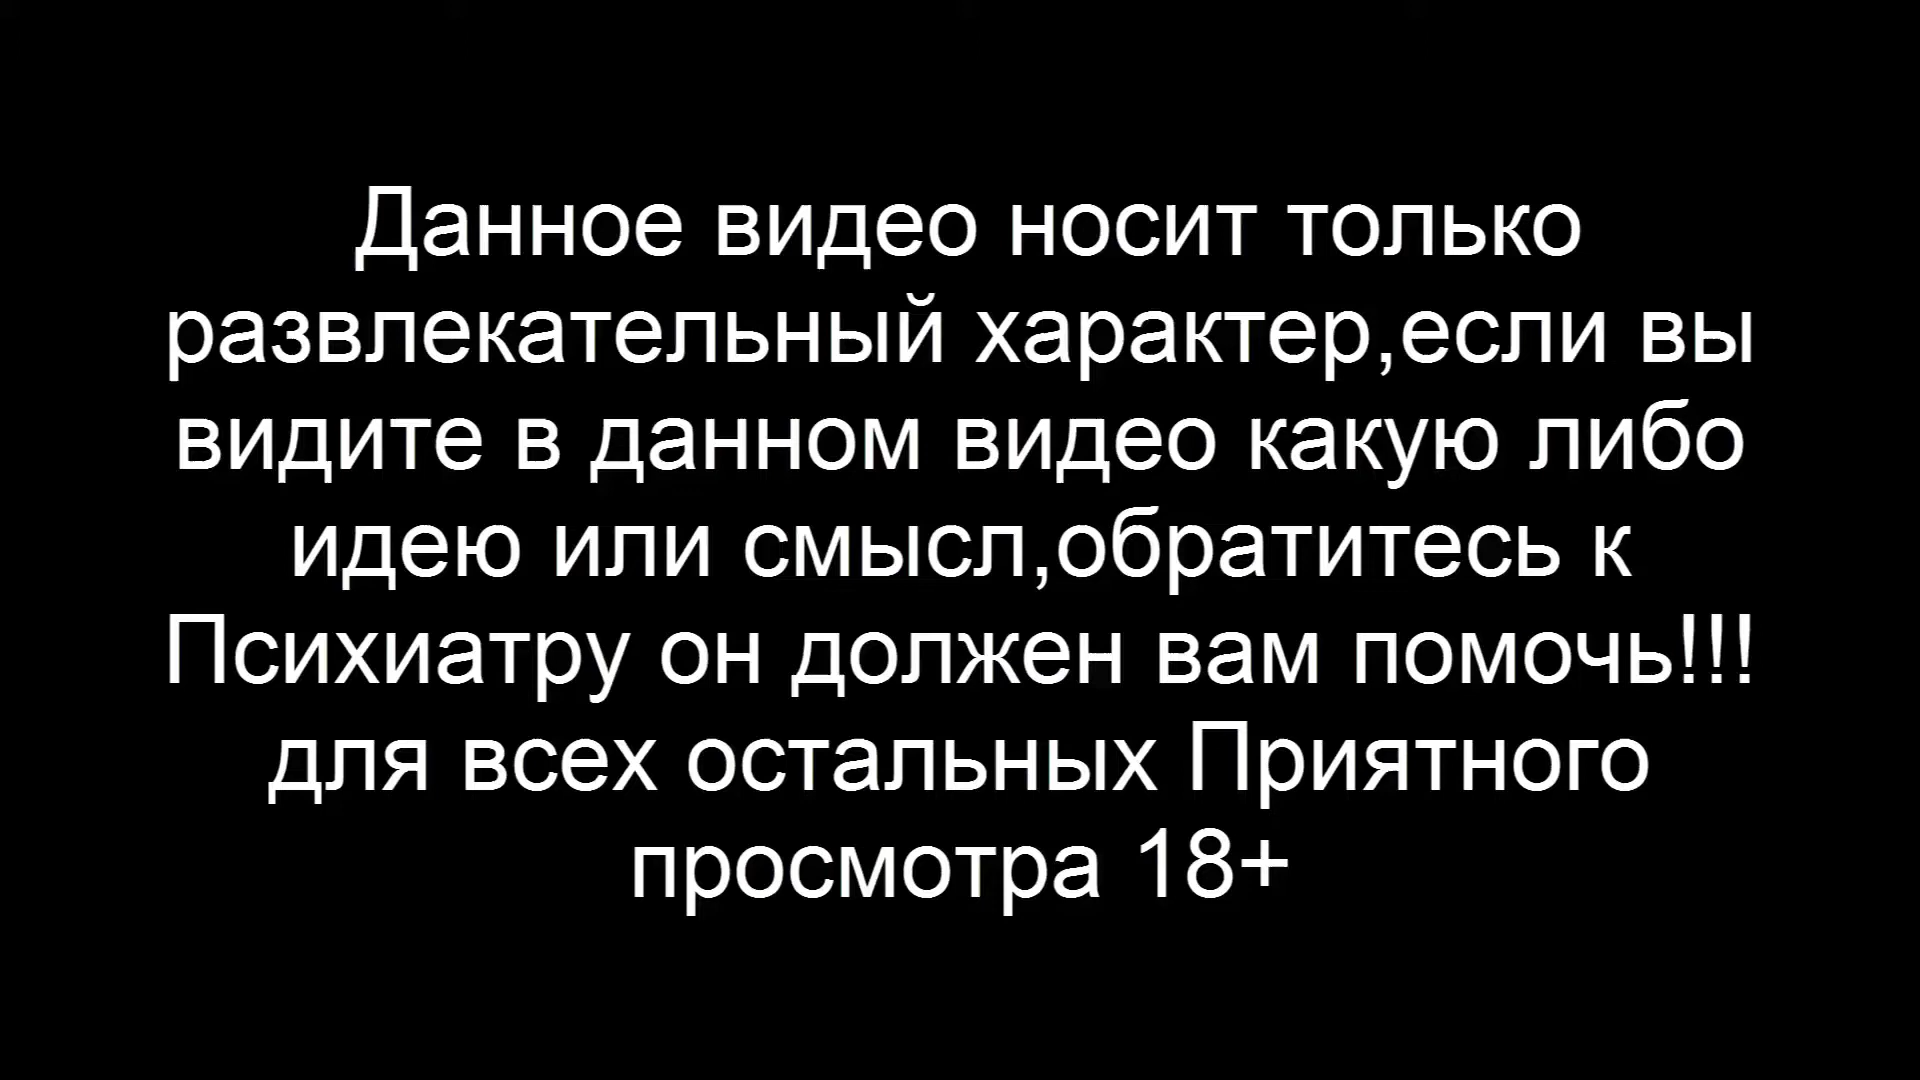 Данное видео носит только
развлекательный характер,если вы
видите в данном видео какую либо
идею или смысл,обратитесь к
Психиатру он должен вам помочь!!!
для всех остальных Приятного
просмотра 18+